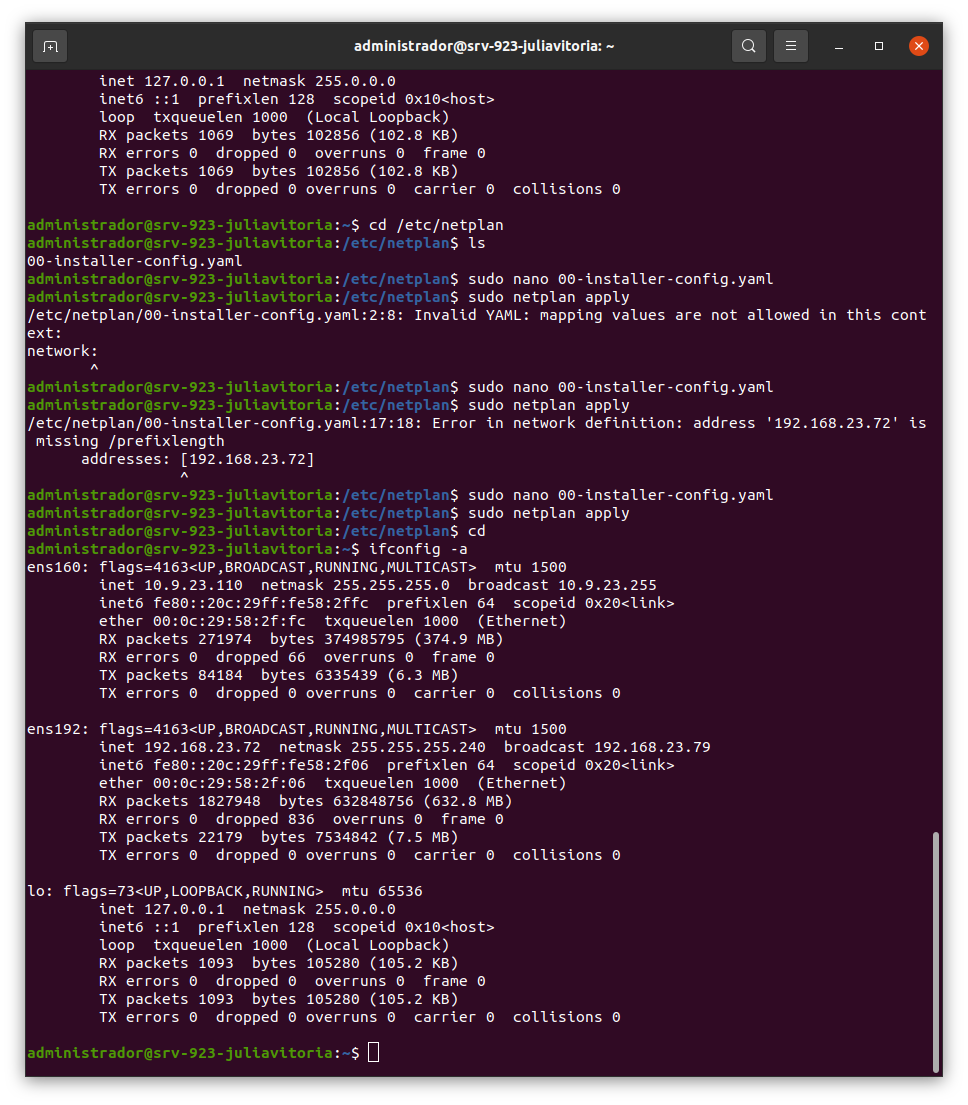 administrador@srv-923-juliavitoria: ~
inet 127.0.0.1  netmask 255.0.0.0
inet6 ::1  prefixlen 128  scopeid 0x10<host>
loop  txqueuelen 1000  (Local Loopback)
RX packets 1069  bytes 102856 (102.8 KB)
RX errors 0  dropped 0  overruns 0  frame 0
TX packets 1069  bytes 102856 (102.8 KB)
TX errors 0  dropped 0 overruns 0  carrier 0  collisions 0
administrador@srv-923-juliavitoria:~$ cd /etc/netplan
administrador@srv-923-juliavitoria:/etc/netplan$ ls
00-installer-config.yaml
administrador@srv-923-juliavitoria:/etc/netplan$ sudo nano 00-installer-config.yaml
administrador@srv-923-juliavitoria:/etc/netplan$ sudo netplan apply
/etc/netplan/00-installer-config.yaml:2:8: Invalid YAML: mapping values are not allowed in this cont
ext:
network:
^
administrador@srv-923-juliavitoria:/etc/netplan$ sudo nano 00-installer-config.yaml
administrador@srv-923-juliavitoria:/etc/netplan$ sudo netplan apply
/etc/netplan/00-installer-config.yaml:17:18: Error in network definition: address '192.168.23.72' is
missing /prefixlength
addresses: [192.168.23.72]
^
administrador@srv-923-juliavitoria:/etc/netplan$ sudo nano 00-installer-config.yaml
administrador@srv-923-juliavitoria:/etc/netplan$ sudo netplan apply
administrador@srv-923-juliavitoria:/etc/netplan$ cd
administrador@srv-923-juliavitoria:~$ ifconfig -a
ens160: flags=4163<UP,BROADCAST,RUNNING,MULTICAST>  mtu 1500
inet 10.9.23.110  netmask 255.255.255.0  broadcast 10.9.23.255
inet6 fe80::20c:29ff:fe58:2ffc  prefixlen 64  scopeid 0x20<link>
ether 00:0c:29:58:2f:fc  txqueuelen 1000  (Ethernet)
RX packets 271974  bytes 374985795 (374.9 MB)
RX errors 0  dropped 66  overruns 0  frame 0
TX packets 84184  bytes 6335439 (6.3 MB)
TX errors 0  dropped 0 overruns 0  carrier 0  collisions 0
ens192: flags=4163<UP,BROADCAST,RUNNING,MULTICAST>  mtu 1500
inet 192.168.23.72  netmask 255.255.255.240  broadcast 192.168.23.79
inet6 fe80::20c:29ff:fe58:2f06  prefixlen 64  scopeid 0x20<link>
ether 00:0c:29:58:2f:06  txqueuelen 1000  (Ethernet)
RX packets 1827948  bytes 632848756 (632.8 MB)
RX errors 0  dropped 836  overruns 0  frame 0
TX packets 22179  bytes 7534842 (7.5 MB)
TX errors 0  dropped 0 overruns 0  carrier 0  collisions 0
lo: flags=73<UP,LOOPBACK,RUNNING>  mtu 65536
inet 127.0.0.1  netmask 255.0.0.0
inet6 ::1  prefixlen 128  scopeid 0x10<host>
loop  txqueuelen 1000  (Local Loopback)
RX packets 1093  bytes 105280 (105.2 KB)
RX errors 0  dropped 0  overruns 0  frame 0
TX packets 1093  bytes 105280 (105.2 KB)
TX errors 0  dropped 0 overruns 0  carrier 0  collisions 0
administrador@srv-923-juliavitoria:~$